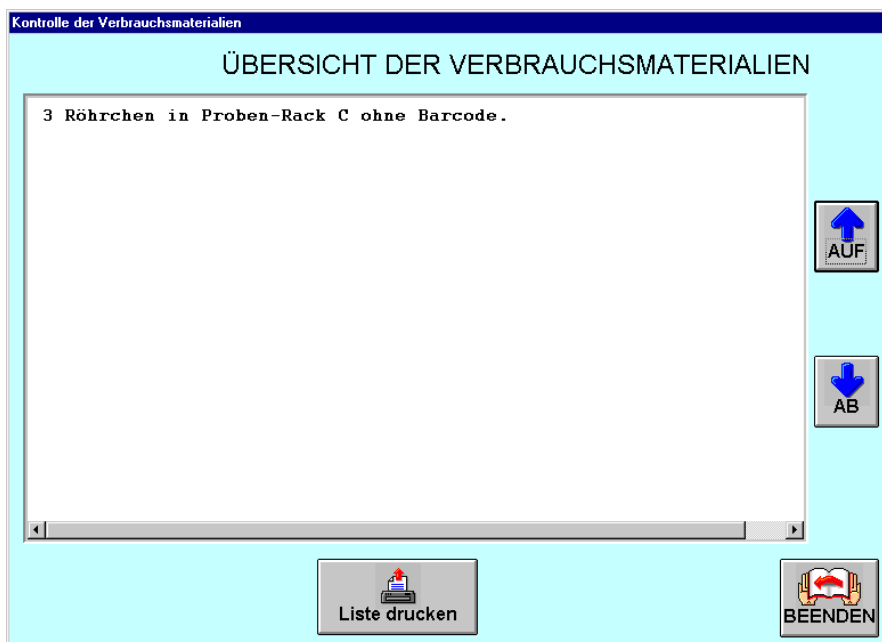 Kontrolle der Verbrauchsmaterialien
ÜBERSICHT DER VERBRAUCHSMATERIALIEN
3 Röhrchen in Proben-Rack C ohne Barcode.
AUF
AB
Liste drucken
BEENDEN